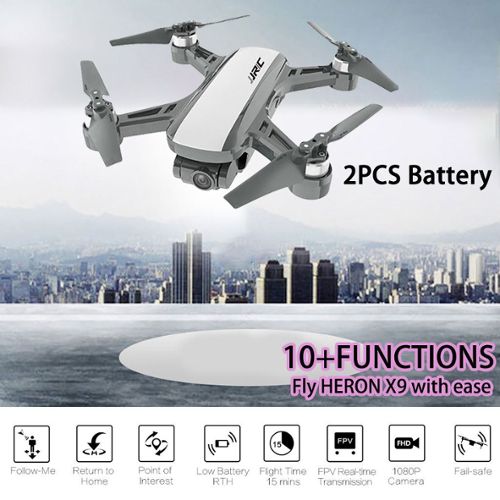 JJRC
2PCS Battery
10+FUNCTIONS
Fly HERON X9 with ease
15
FPV
FHD
Follow-Me
Return to
Home
Point of
Interest
Low Battery
RTH
Flight Time
15 mins
FPV Real-time
Transmission
1080P
Camera
Fail-safe